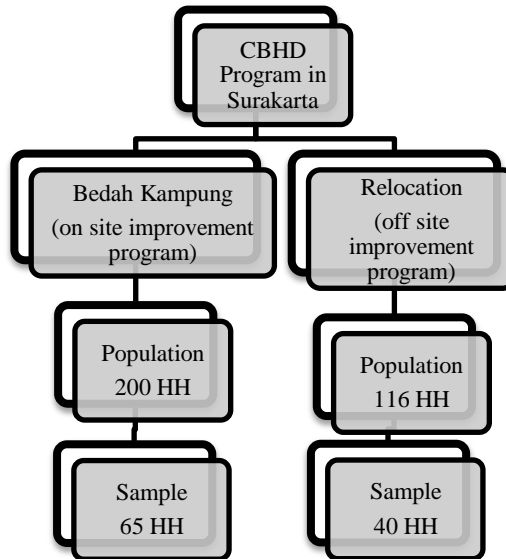 CBHD
Program in
Surakarta
Bedah Kampung
(on site improvement
program)
Relocation
(off site
improvement
program)
Population
200 HH
Population
116 HH
Sample
65 HH
Sample
40 HH